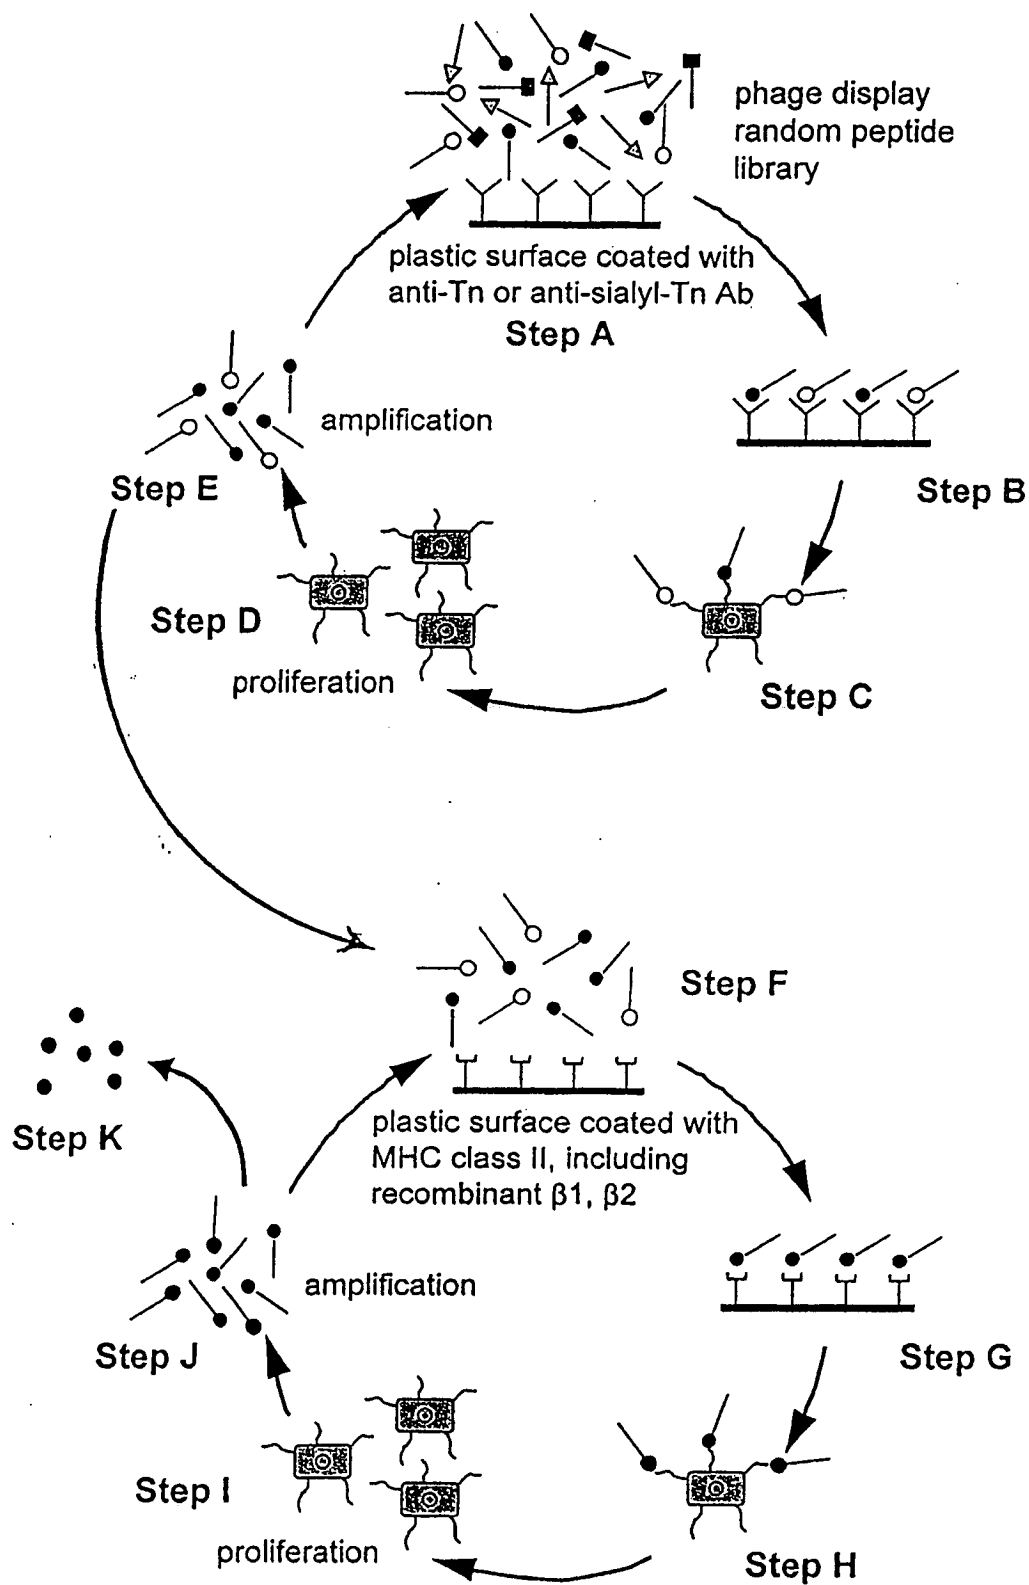 phage display
random peptide
library
plastic surface coated with
anti-Tn or anti-sialyl-Tn Ab
Step A
amplification
Step E
Step B
Step D
proliferation
Step C
Step F
plastic surface coated with
MHC class II, including
recombinant β1, β2
Step K
amplification
Step J
Step G
Step I
proliferation
Step H